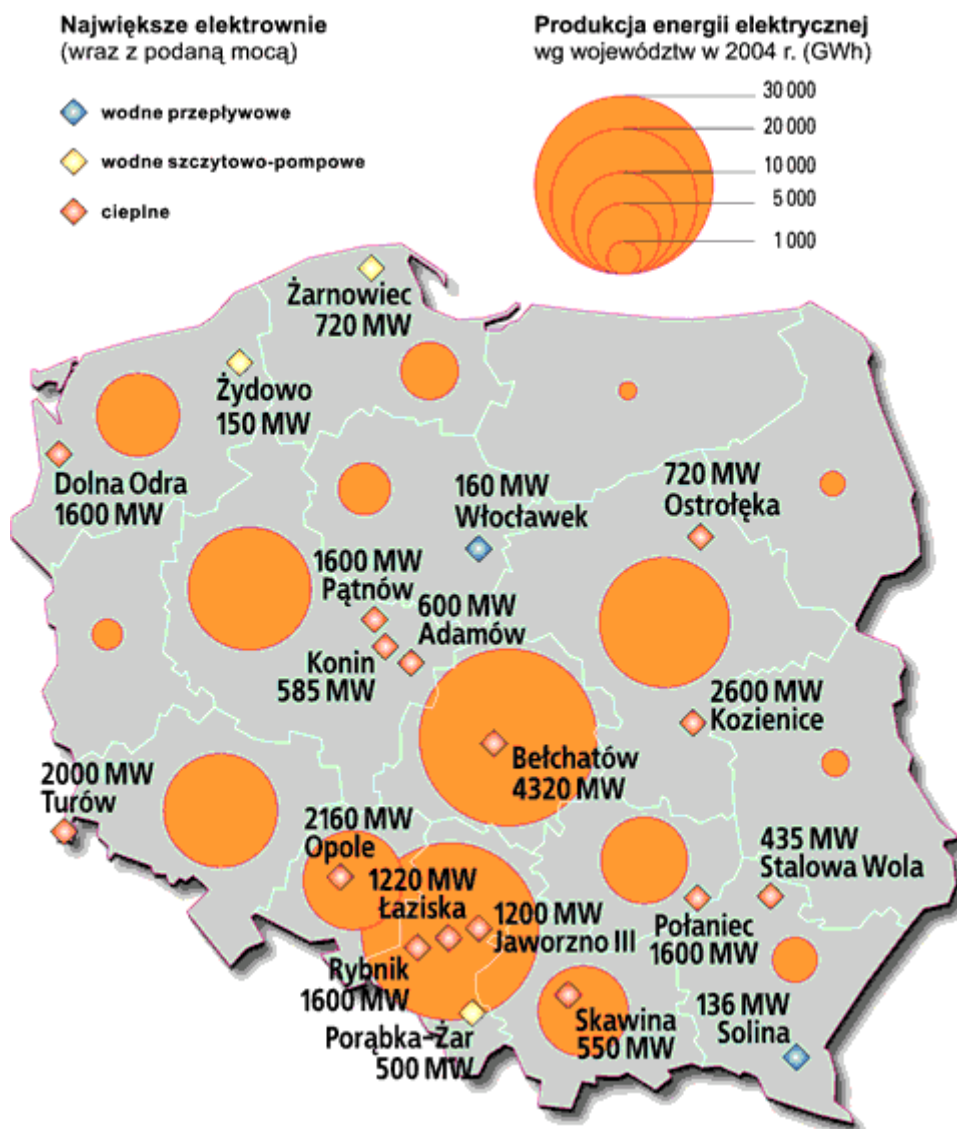 Największe elektrownie
(wraz z podaną mocą)
wodne przepływowe
wodne szczytowo-pompowe
cieplne
Produkcja energii elektrycznej
wg województw w 2004 r. (GWh)
30 000
20 000
10 000
5 000
1 000
Żarnowiec
720 MW
Żydowo
150 MW
Dolna Odra
1600 MW
160 MW
Włocławek
720 MW
Ostrołęka
1600 MW
Pątnów
600 MW
Adamów
Konin
585 MW
2600 MW
Kozienice
Bełchatów
4320 MW
2000 MW
Turów
2160 MW
Opole
435 MW
Stalowa Wola
1220 MW
Łaziska
1200 MW
Jaworzno III
Połaniec
1600 MW
Rybnik
1600 MW
Porąbka-Żar
500 MW
Skawina
550 MW
136 MW
Solina